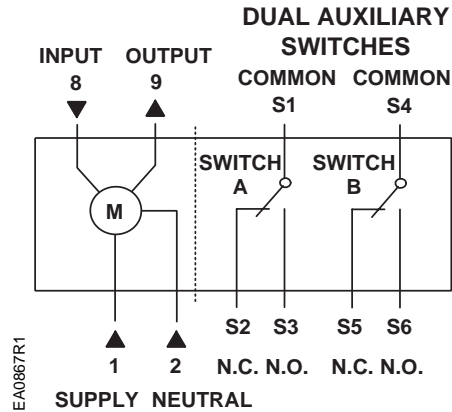 DUAL AUXILIARY
SWITCHES
INPUT OUTPUT
8 9
COMMON COMMON
S1 S4
SWITCH SWITCH
A B
M
S2 S3 S5 S6
1 2
N.C. N.O. N.C. N.O.
SUPPLY NEUTRAL
EA0867R1